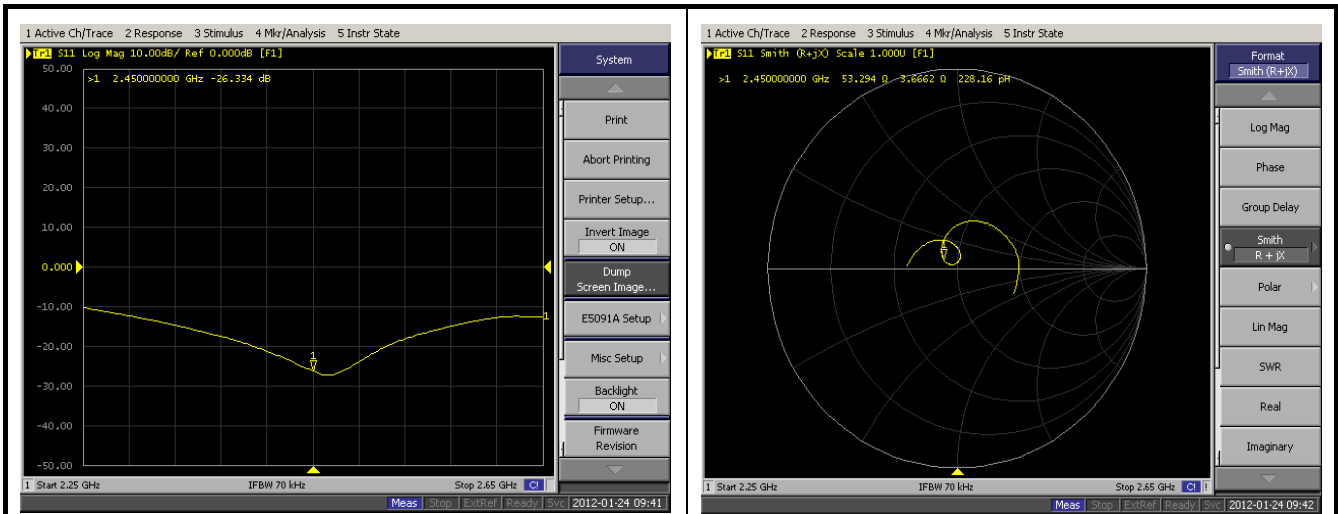 1 Active Ch/Trace 2 Response 3 Stimulus 4 Mkr/Analysis 5 Instr State
Tr1 S11 Log Mag 10.00dB/ Ref 0.000dB [F1]
50.00
>1 2.450000000 GHz -26.334 dB
40.00
30.00
20.00
10.00
0.000
-10.00
-20.00
-30.00
-40.00
-50.00
1
1
1 Start 2.25 GHz IFBW 70 kHz Stop 2.65 GHz C!
Meas Stop ExtRef Ready Svc 2012-01-24 09:41
System
Print
Abort Printing
Printer Setup...
Invert Image
ON
Dump
Screen Image...
E5091A Setup
Misc Setup
Backlight
ON
Firmware
Revision
1 Active Ch/Trace 2 Response 3 Stimulus 4 Mkr/Analysis 5 Instr State
Tr1 S11 Smith (R+jX) Scale 1.000U [F1]
>1 2.450000000 GHz 53.294 Ω 3.6662 Ω 228.16 pH
1
1 Start 2.25 GHz IFBW 70 kHz Stop 2.65 GHz C! !
Meas Stop ExtRef Ready Svc 2012-01-24 09:42
Format
Smith (R+jX)
Log Mag
Phase
Group Delay
Smith
R + jX
Polar
Lin Mag
SWR
Real
Imaginary